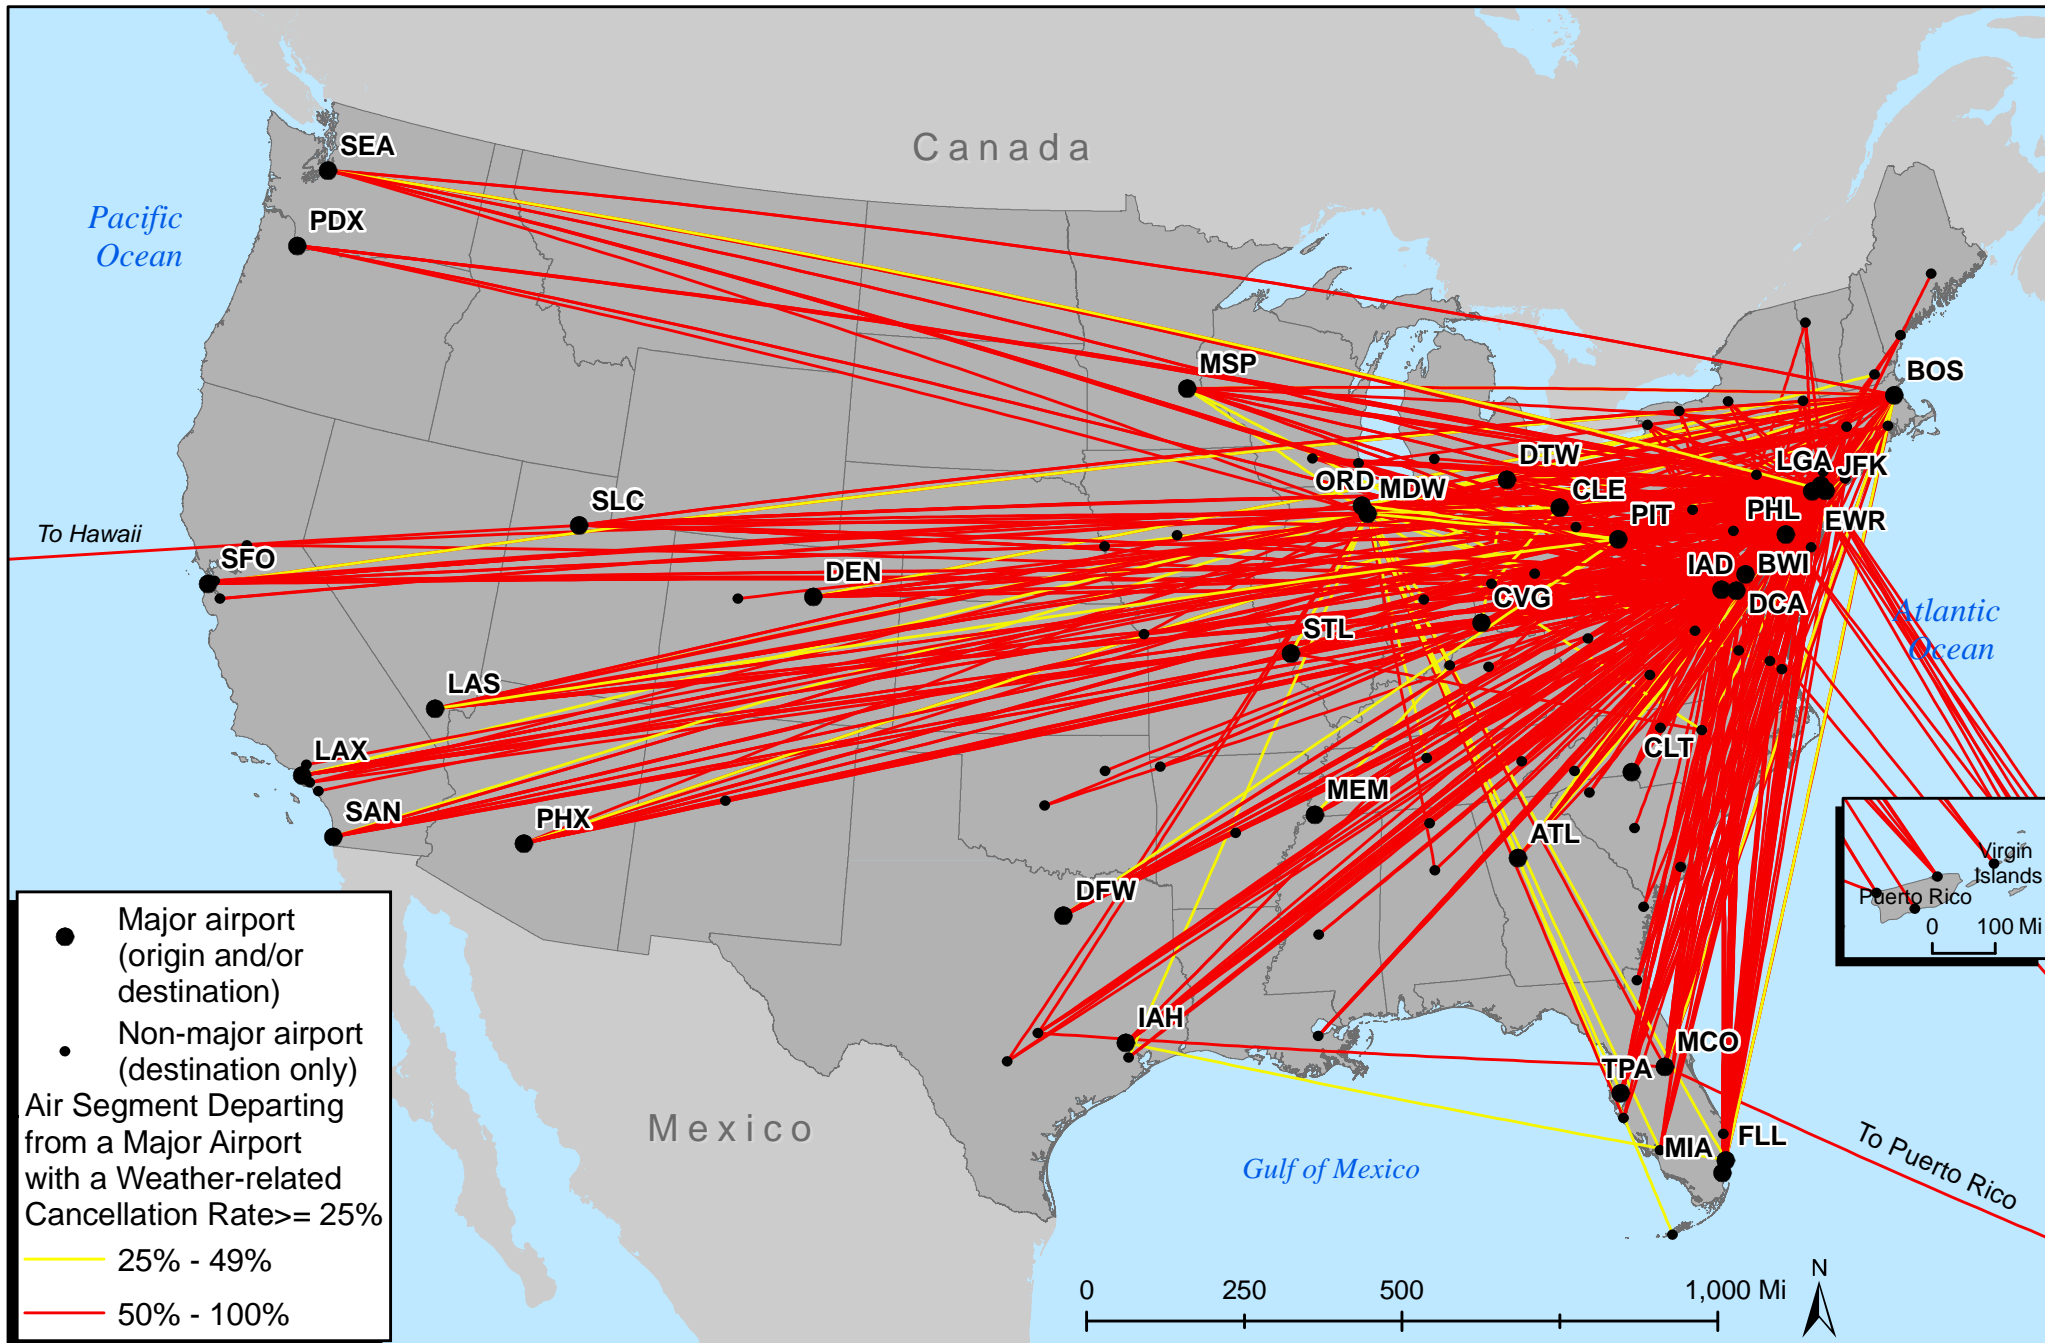 Canada
SEA
Pacific
Ocean
PDX
MSP
BOS
DTW
LGA
JFK
ORD
MDW
CLE
SLC
PIT
PHL
EWR
To Hawaii
SFO
DEN
IAD
BWI
CVG
DCA
Atlantic
Ocean
STL
LAS
LAX
CLT
SAN
PHX
MEM
ATL
DFW
Virgin
Islands
Puerto Rico
0 100 Mi
IAH
MCO
TPA
Mexico
MIA
FLL
Gulf of Mexico
To Puerto Rico
Major airport
(origin and/or
destination)
Non-major airport
(destination only)
Air Segment Departing
from a Major Airport
with a Weather-related
Cancellation Rate>= 25%
25% - 49%
50% - 100%
0 250 500 1,000 Mi
N